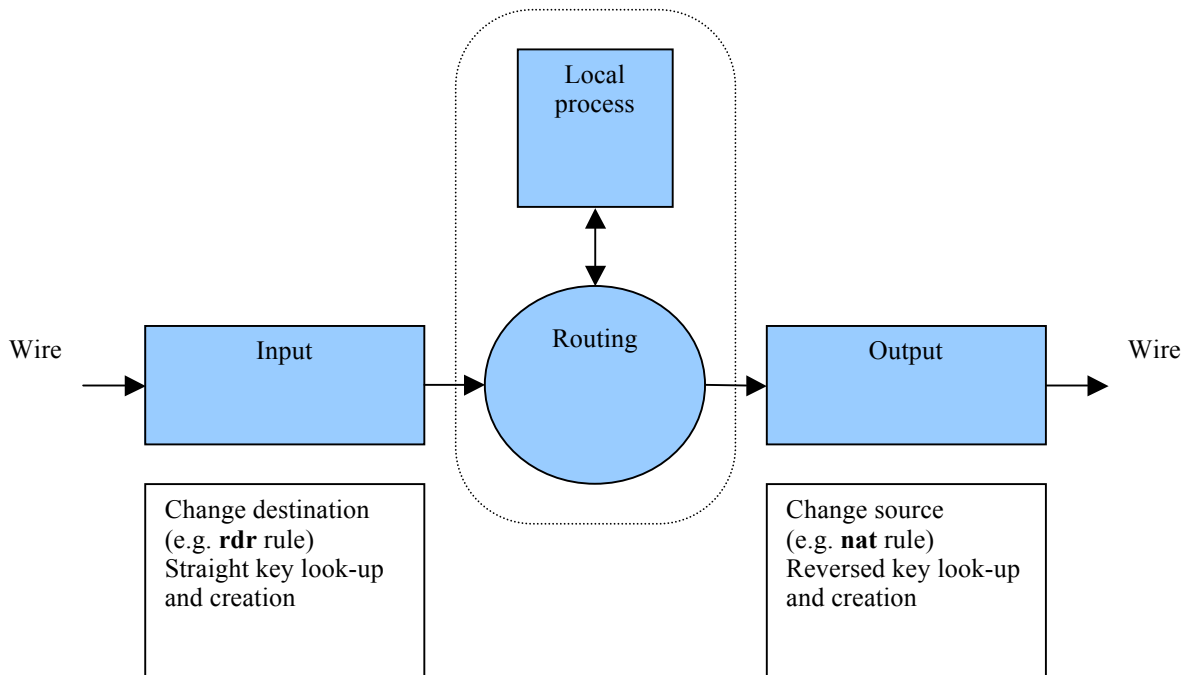 Local
process
Wire
Input
Routing
Output
Wire
Change destination
(e.g. rdr rule)
Straight key look-up
and creation
Change source
(e.g. nat rule)
Reversed key look-up
and creation